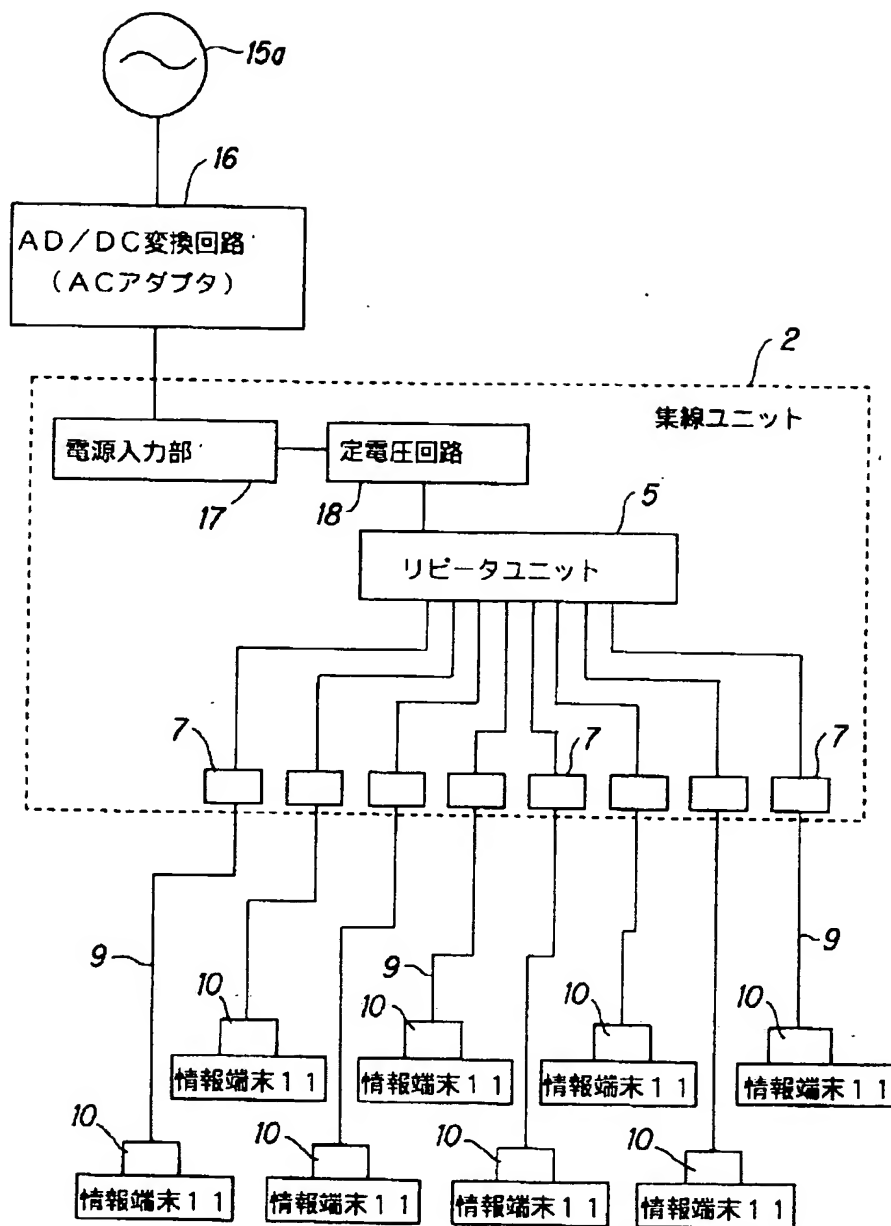 15a
16
AD/DC変換回路
(ACアダプタ)
2
集線ユニット
電源入力部
定電圧回路
17
18
5
リピータユニット
7
7
7
9
9
9
10
10
10
10
情報端末11
情報端末11
情報端末11
情報端末11
10
10
10
10
情報端末11
情報端末11
情報端末11
情報端末11